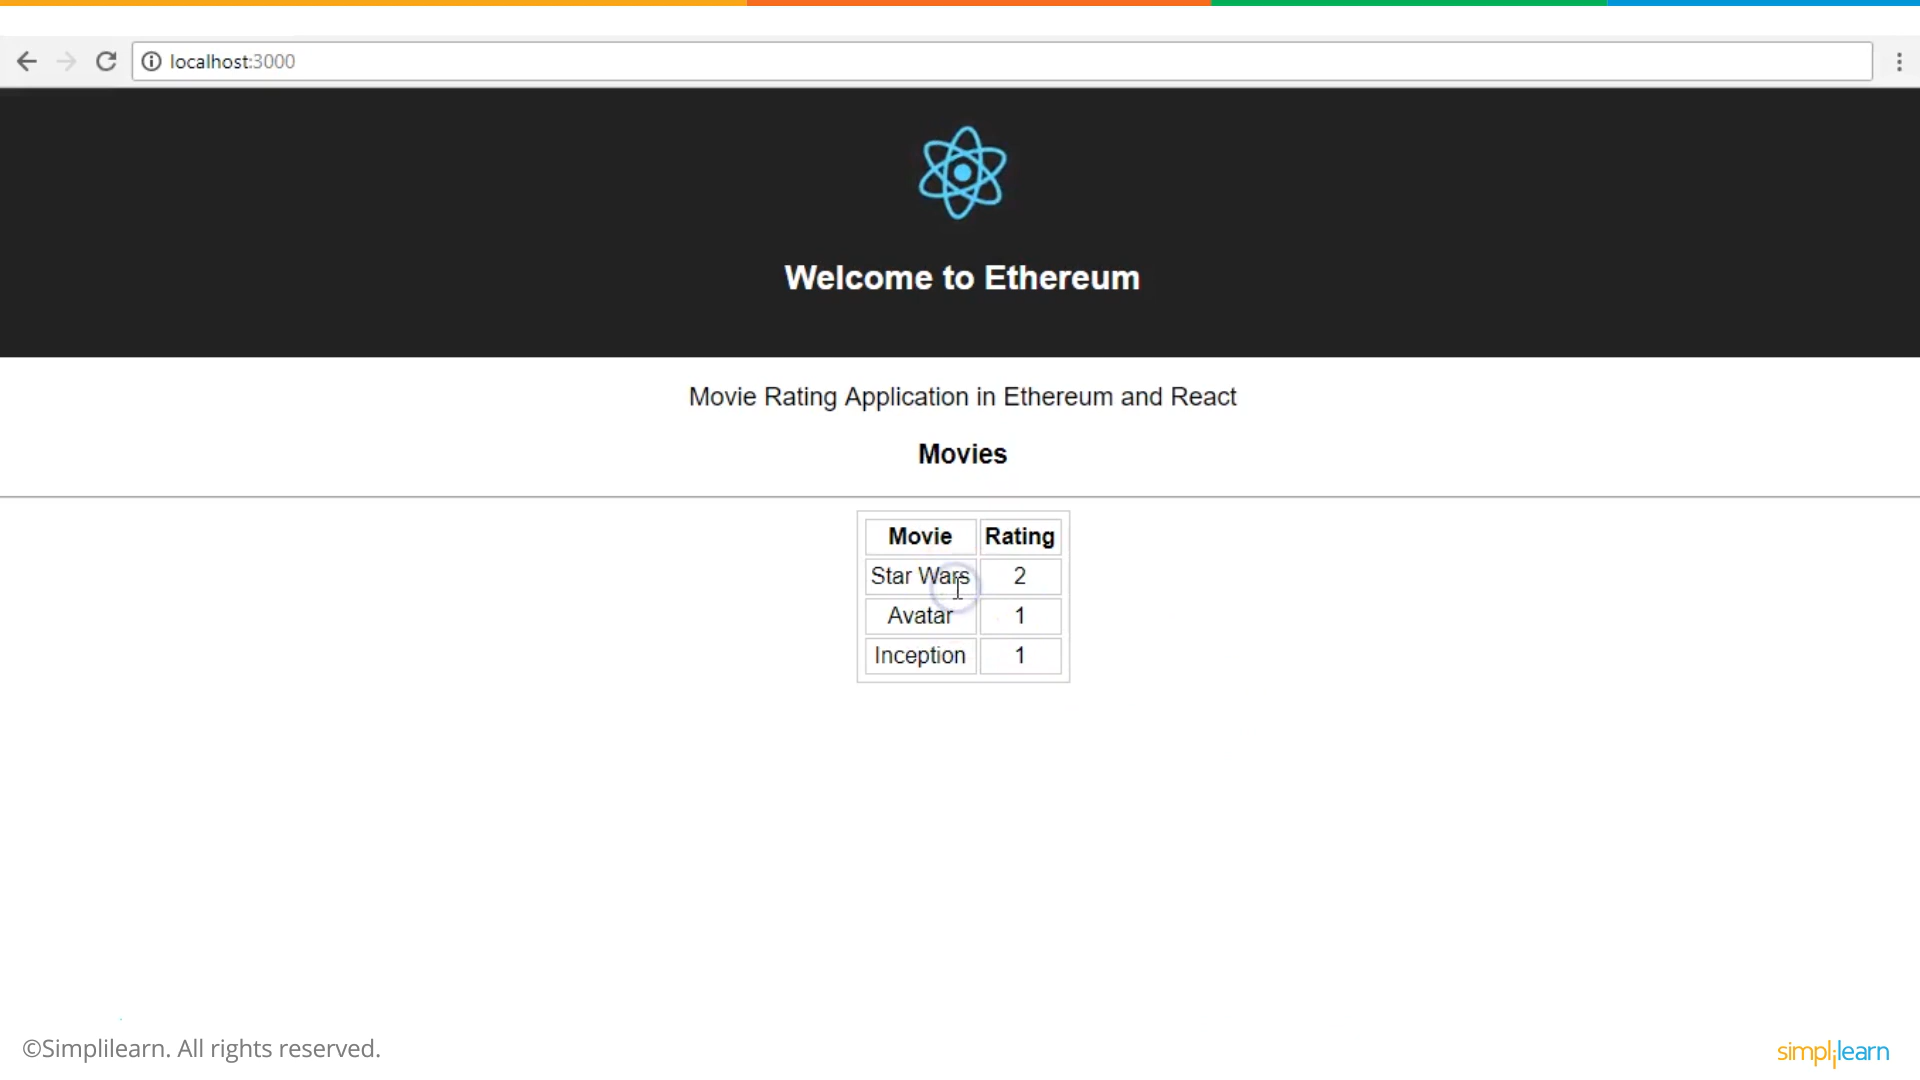 localhost:3000
Welcome to Ethereum
Movie Rating Application in Ethereum and React
Movies
Movie Rating
Star Wars 2
Avatar 1
Inception 1
©Simplilearn. All rights reserved.
simplilearn